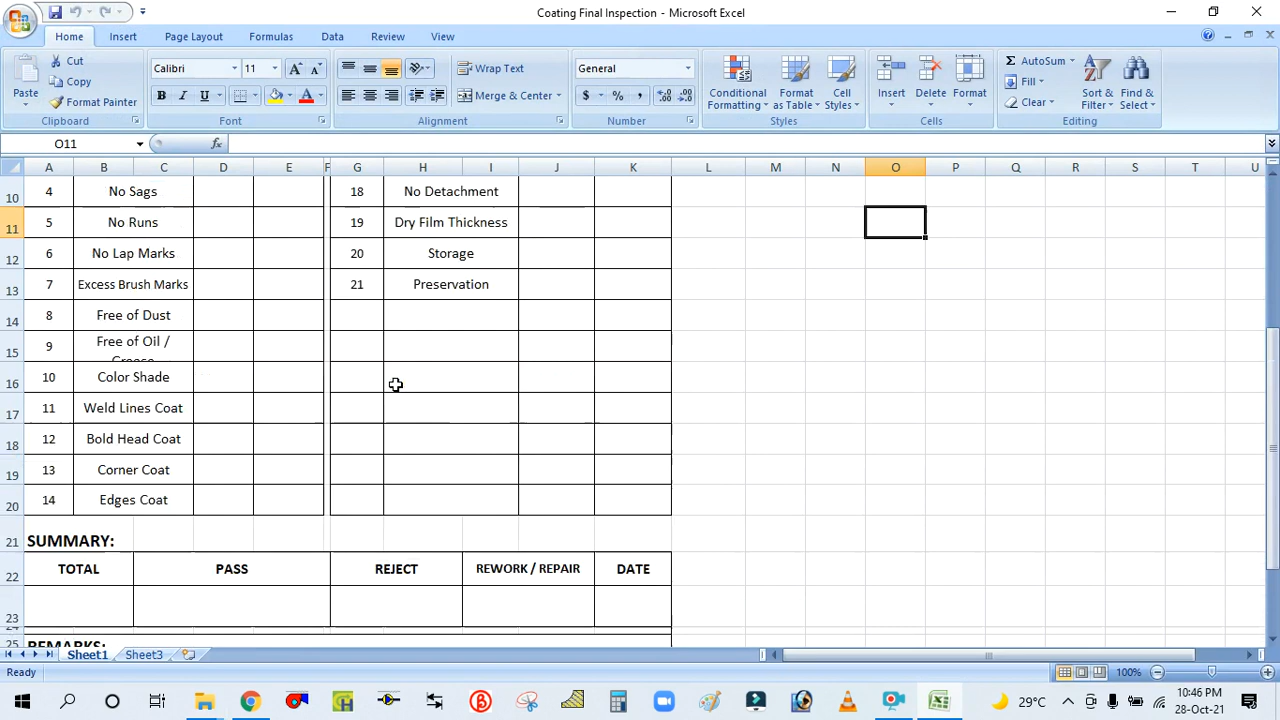 Coating Final Inspection - Microsoft Excel
Home Insert Page Layout Formulas Data Review View
Cut
Copy
Format Painter
Paste
Clipboard
Calibri 11
B I U
Font
Wrap Text
Merge & Center
Alignment
General
$ % ,
Number
Conditional Formatting
Format as Table
Cell Styles
Styles
Insert Delete Format
Cells
AutoSum
Fill
Clear
Sort & Filter
Find & Select
Editing
O11 fx
A B C D E F G H I J K L M N O P Q R S T U
10 4 No Sags 18 No Detachment
11 5 No Runs 19 Dry Film Thickness
12 6 No Lap Marks 20 Storage
13 7 Excess Brush Marks 21 Preservation
14 8 Free of Dust
15 9 Free of Oil /
Grease
16 10 Color Shade
17 11 Weld Lines Coat
18 12 Bold Head Coat
19 13 Corner Coat
20 14 Edges Coat
21 SUMMARY:
22 TOTAL PASS REJECT REWORK / REPAIR DATE
23
24
25 REMARKS:
Sheet1 Sheet3
Ready 100%
29°C 10:46 PM
28-Oct-21